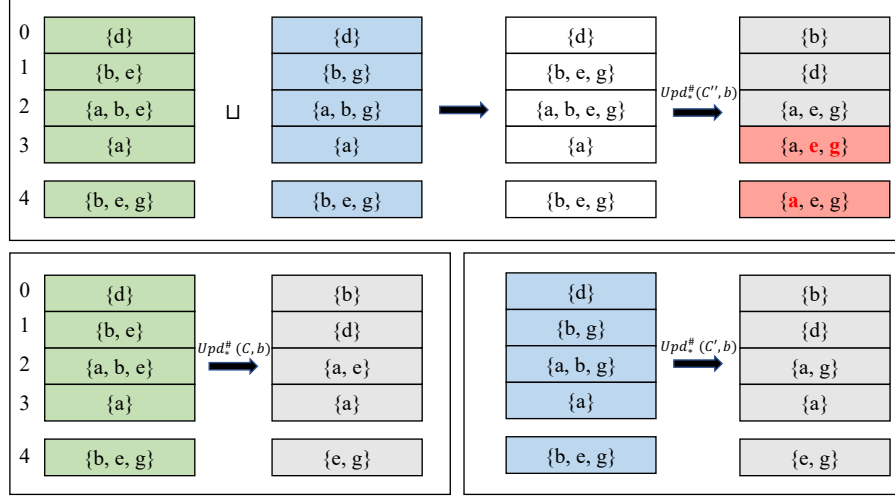 0 {d} {d} {d} {b}
1 {b, e} {b, g} {b, e, g} {d}
⊔ Upd#*(C'', b)
2 {a, b, e} {a, b, g} {a, b, e, g} {a, e, g}
3 {a} {a} {a} {a, e, g}
4 {b, e, g} {b, e, g} {b, e, g} {a, e, g}
0 {d} {b}
1 {b, e} {d}
Upd#*(C, b)
2 {a, b, e} {a, e}
3 {a} {a}
4 {b, e, g} {e, g}
{d} {b}
{b, g} {d}
Upd#*(C', b)
{a, b, g} {a, g}
{a} {a}
{b, e, g} {e, g}